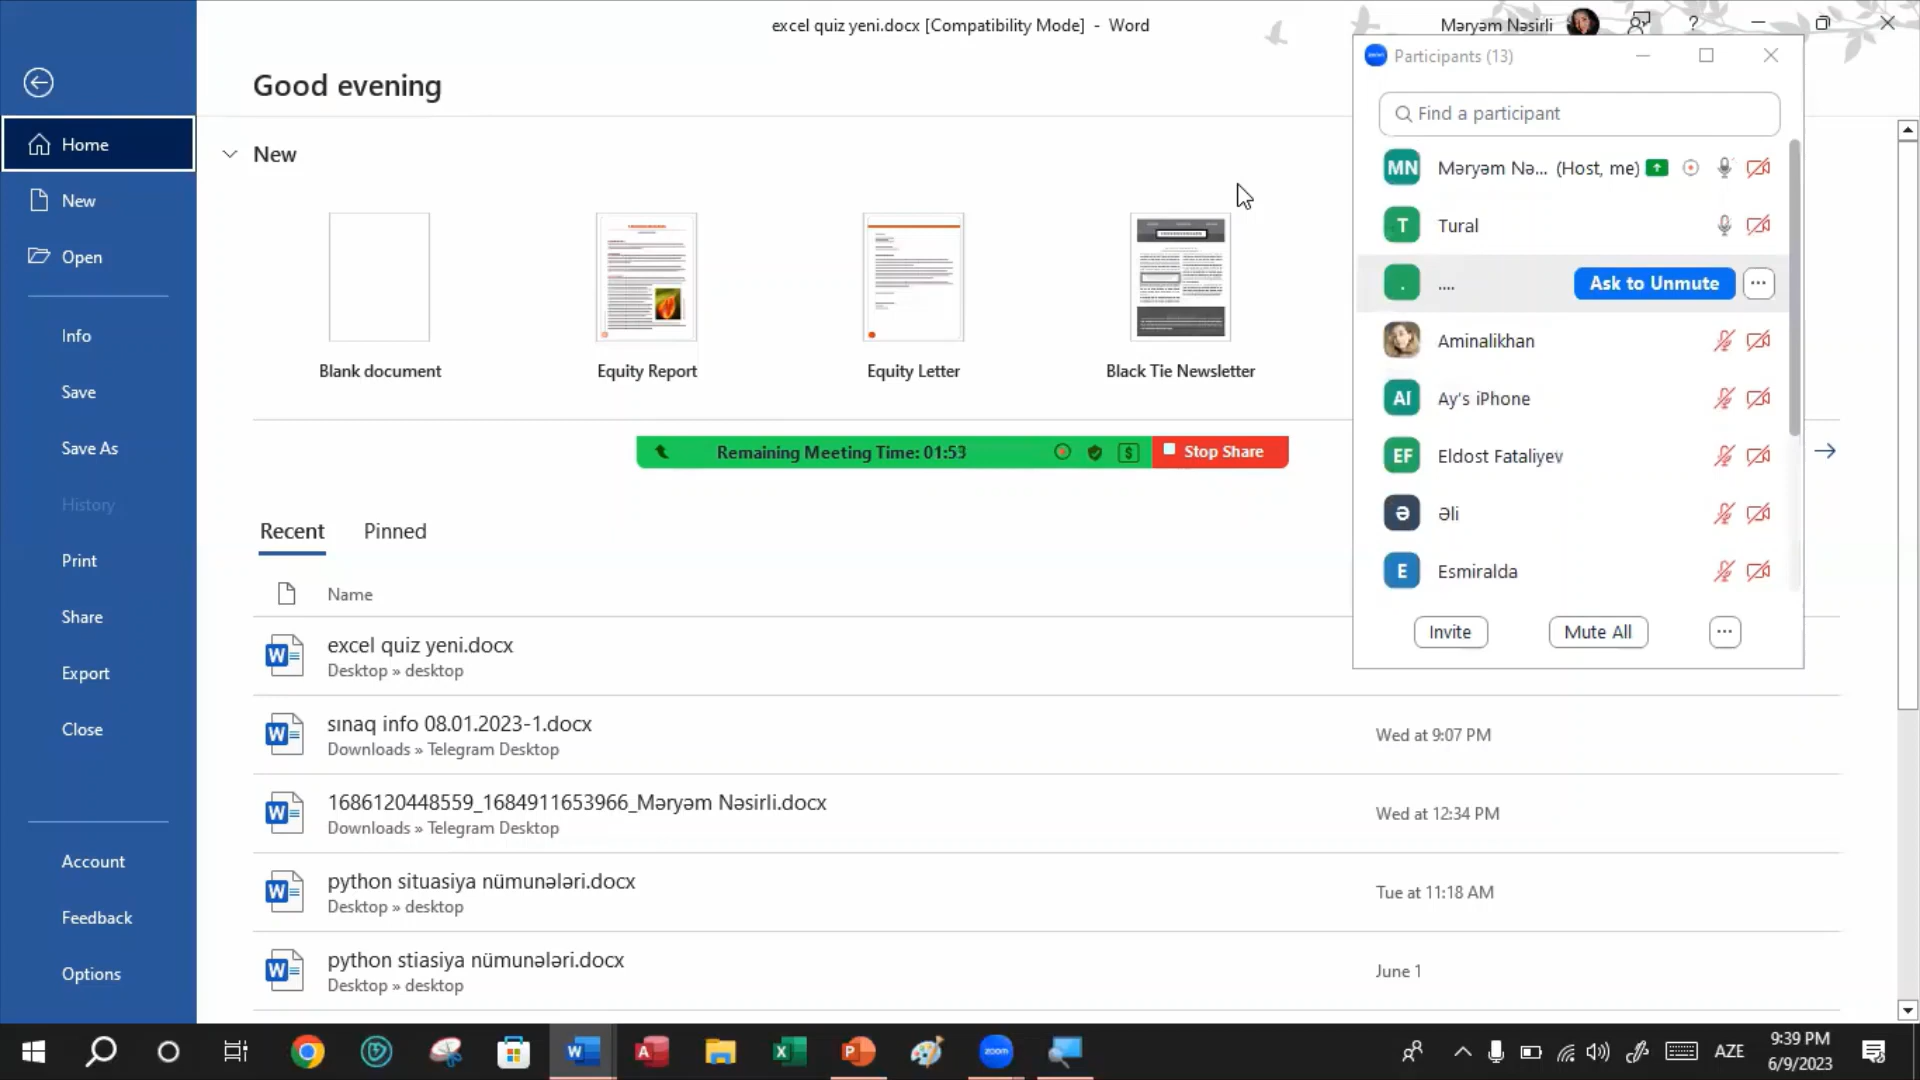 excel quiz yeni.docx [Compatibility Mode] - Word
Məryəm Nəsirli
?
Good evening
Home
New
Open
Info
Save
Save As
History
Print
Share
Export
Close
Account
Feedback
Options
New
Blank document
Equity Report
Equity Letter
Black Tie Newsletter
Remaining Meeting Time: 01:53
$
Stop Share
Recent
Pinned
Name
excel quiz yeni.docx
Desktop » desktop
sınaq info 08.01.2023-1.docx
Downloads » Telegram Desktop
Wed at 9:07 PM
1686120448559_1684911653966_Məryəm Nəsirli.docx
Downloads » Telegram Desktop
Wed at 12:34 PM
python situasiya nümunələri.docx
Desktop » desktop
Tue at 11:18 AM
python stiasiya nümunələri.docx
Desktop » desktop
June 1
zoom
Participants (13)
Find a participant
MN Məryəm Nə... (Host, me)
T Tural
. .... Ask to Unmute ...
Aminalikhan
AI Ay's iPhone
EF Eldost Fataliyev
Ə Əli
E Esmiralda
Invite
Mute All
...
W
A
X
P
zoom
AZE
9:39 PM
6/9/2023